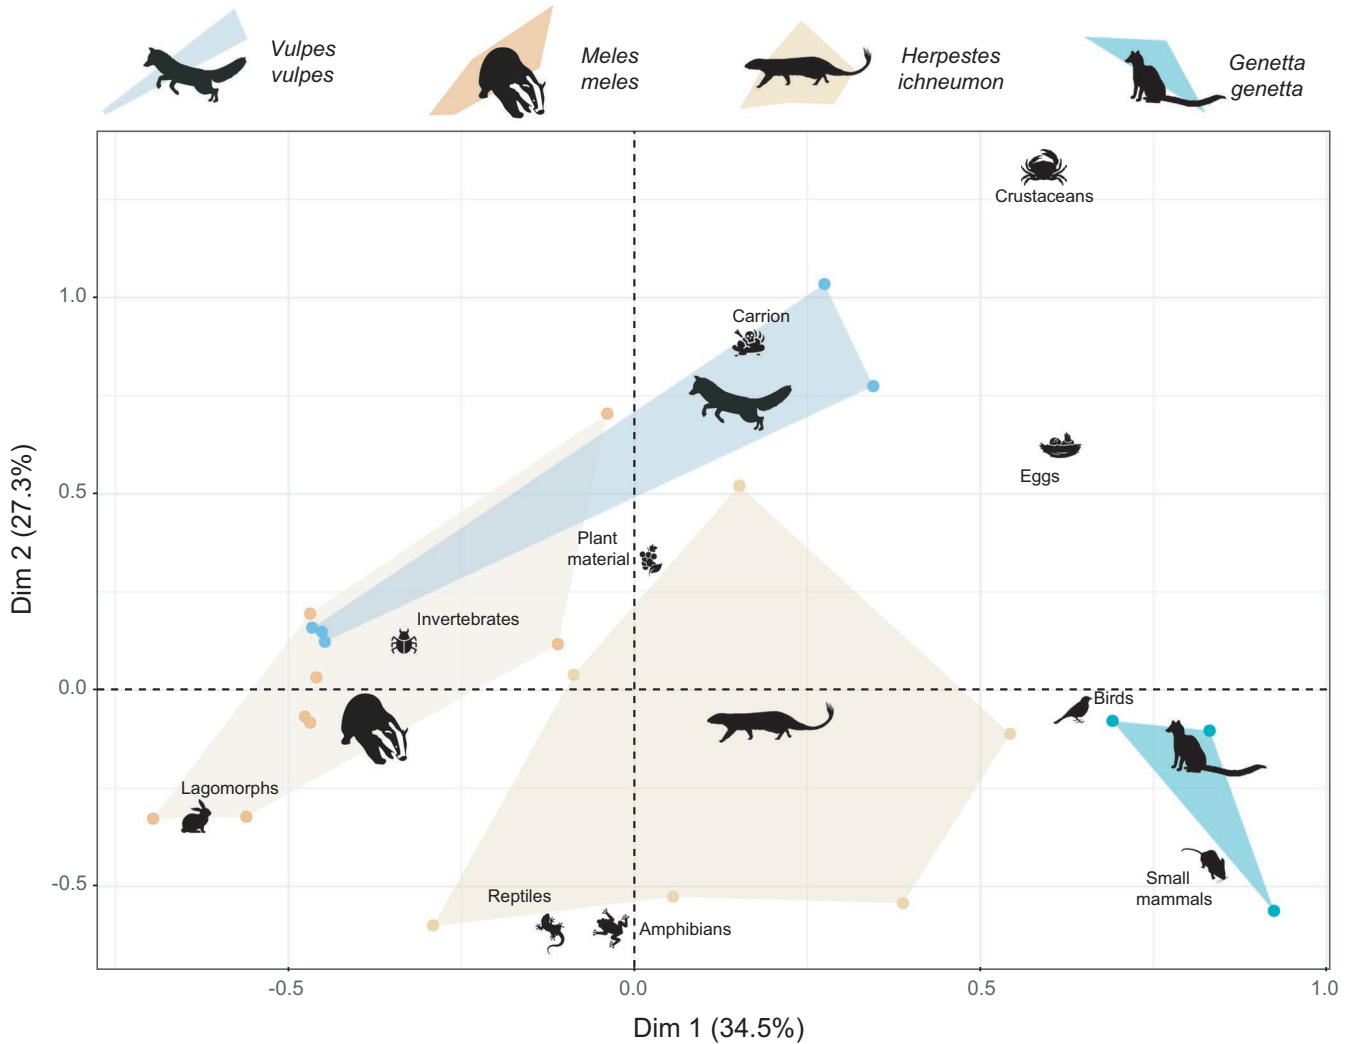 Vulpes
vulpes
Meles
meles
Herpestes
ichneumon
Genetta
genetta
Crustaceans
1.0
Carrion
Eggs
0.5
Plant
material
Invertebrates
0.0
Birds
Lagomorphs
Small
mammals
-0.5
Reptiles
Amphibians
-0.5
0.0
0.5
1.0
Dim 1 (34.5%)
Dim 2 (27.3%)